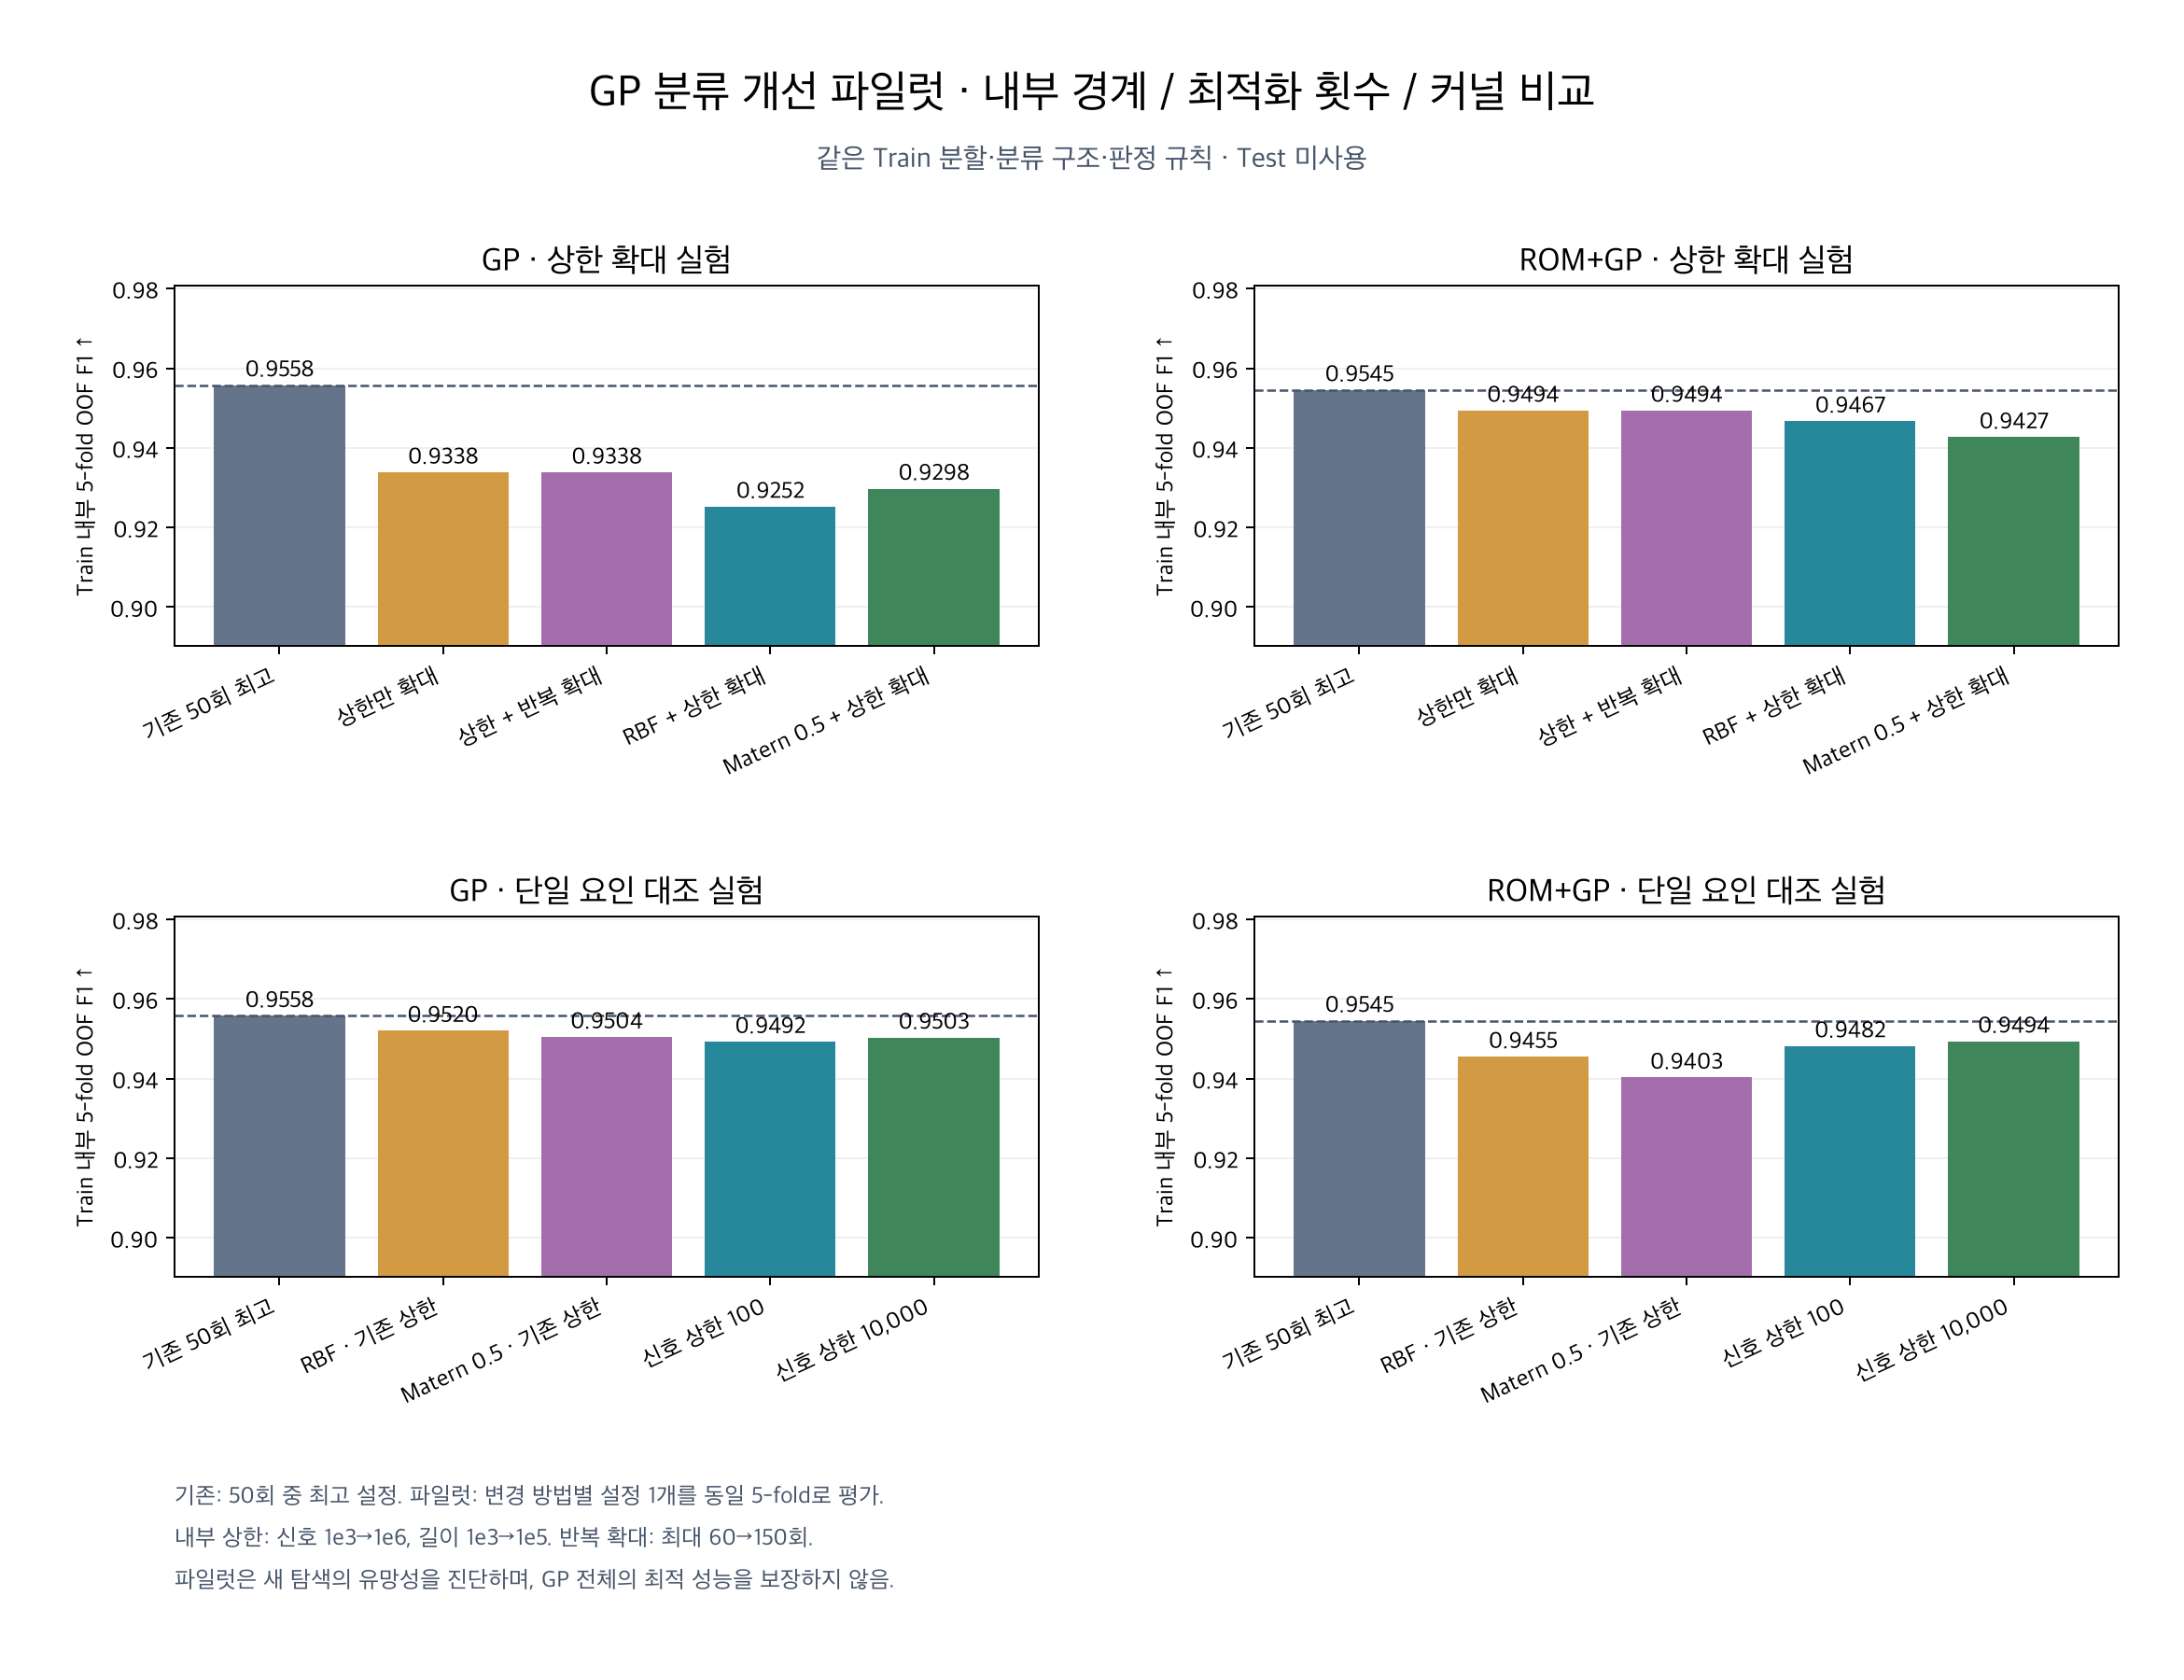 GP 분류 개선 파일럿 · 내부 경계 / 최적화 횟수 / 커널 비교
같은 Train 분할·분류 구조·판정 규칙 · Test 미사용
GP · 상한 확대 실험
Train 내부 5-fold OOF F1 ↑
0.98
0.96
0.94
0.92
0.90
0.9558
0.9338
0.9338
0.9252
0.9298
기존 50회 최고
상한만 확대
상한 + 반복 확대
RBF + 상한 확대
Matern 0.5 + 상한 확대
ROM+GP · 상한 확대 실험
Train 내부 5-fold OOF F1 ↑
0.98
0.96
0.94
0.92
0.90
0.9545
0.9494
0.9494
0.9467
0.9427
기존 50회 최고
상한만 확대
상한 + 반복 확대
RBF + 상한 확대
Matern 0.5 + 상한 확대
GP · 단일 요인 대조 실험
Train 내부 5-fold OOF F1 ↑
0.98
0.96
0.94
0.92
0.90
0.9558
0.9520
0.9504
0.9492
0.9503
기존 50회 최고
RBF · 기존 상한
Matern 0.5 · 기존 상한
신호 상한 100
신호 상한 10,000
ROM+GP · 단일 요인 대조 실험
Train 내부 5-fold OOF F1 ↑
0.98
0.96
0.94
0.92
0.90
0.9545
0.9455
0.9403
0.9482
0.9494
기존 50회 최고
RBF · 기존 상한
Matern 0.5 · 기존 상한
신호 상한 100
신호 상한 10,000
기존: 50회 중 최고 설정. 파일럿: 변경 방법별 설정 1개를 동일 5-fold로 평가.
내부 상한: 신호 1e3→1e6, 길이 1e3→1e5. 반복 확대: 최대 60→150회.
파일럿은 새 탐색의 유망성을 진단하며, GP 전체의 최적 성능을 보장하지 않음.